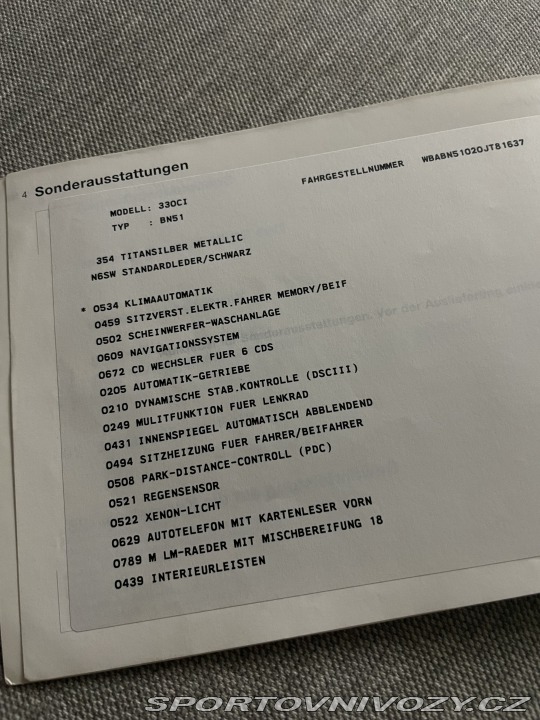 4 Sonderausstattungen
FAHRGESTELLNUMMER WBABN51020JT81637
MODELL: 330CI
TYP : BN51
354 TITANSILBER METALLIC
N6SW STANDARDLEDER/SCHWARZ
* 0534 KLIMAAUTOMATIK
0459 SITZVERST.ELEKTR.FAHRER MEMORY/BEIF
0502 SCHEINWERFER-WASCHANLAGE
0609 NAVIGATIONSSYSTEM
0672 CD WECHSLER FUER 6 CDS
0205 AUTOMATIK-GETRIEBE
0210 DYNAMISCHE STAB.KONTROLLE (DSCIII)
0249 MULITFUNKTION FUER LENKRAD
0431 INNENSPIEGEL AUTOMATISCH ABBLENDEND
0494 SITZHEIZUNG FUER FAHRER/BEIFAHRER
0508 PARK-DISTANCE-CONTROLL (PDC)
0521 REGENSENSOR
0522 XENON-LICHT
0629 AUTOTELEFON MIT KARTENLESER VORN
0789 M LM-RAEDER MIT MISCHBEREIFUNG 18
0439 INTERIEURLEISTEN
SPORTOVNIVOZY.CZ